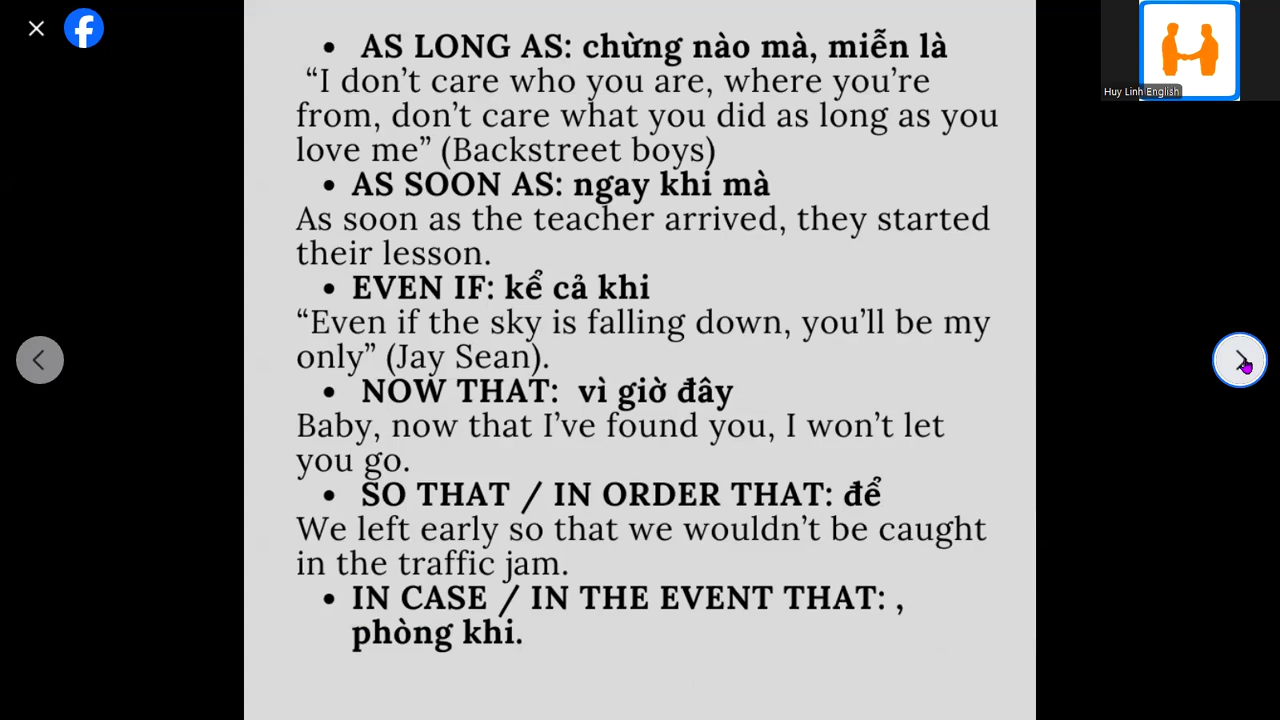 • AS LONG AS: chừng nào mà, miễn là
“I don’t care who you are, where you’re
from, don’t care what you did as long as you
love me” (Backstreet boys)
• AS SOON AS: ngay khi mà
As soon as the teacher arrived, they started
their lesson.
• EVEN IF: kể cả khi
“Even if the sky is falling down, you’ll be my
only” (Jay Sean).
• NOW THAT: vì giờ đây
Baby, now that I’ve found you, I won’t let
you go.
• SO THAT / IN ORDER THAT: để
We left early so that we wouldn’t be caught
in the traffic jam.
• IN CASE / IN THE EVENT THAT: ,
phòng khi.
Huy Linh English